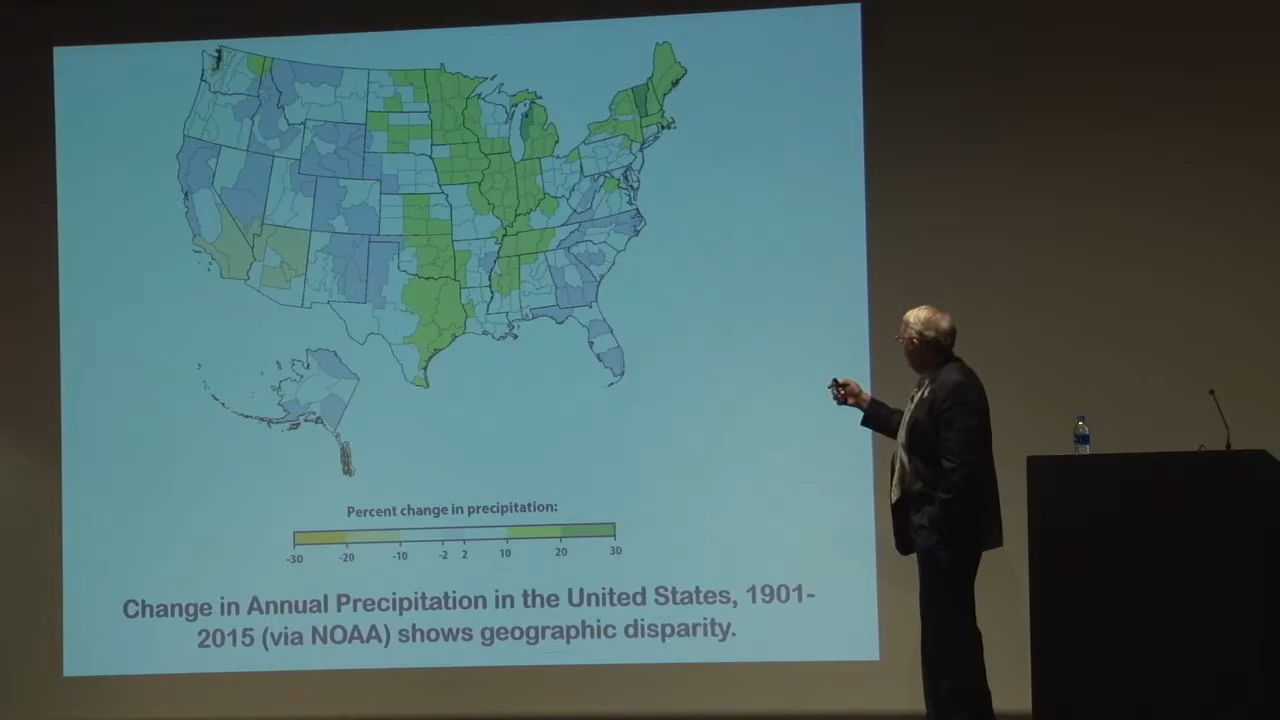 Percent change in precipitation:
-30 -20 -10 -2 2 10 20 30
Change in Annual Precipitation in the United States, 1901-
2015 (via NOAA) shows geographic disparity.